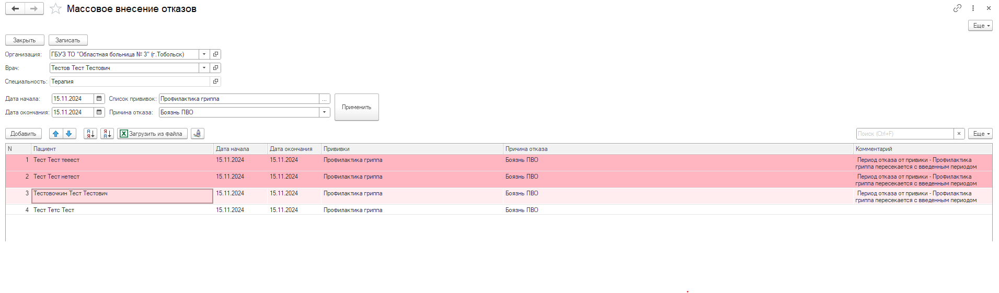 Массовое внесение отказов
Еще
Закрыть Записать
Организация: ГБУЗ ТО "Областная больница № 3" (г.Тобольск)
Врач: Тестов Тест Тестович
Специальность: Терапия
Дата начала: 15.11.2024 Список прививок: Профилактика гриппа ...
Применить
Дата окончания: 15.11.2024 Причина отказа: Боязнь ПВО
Добавить Загрузить из файла Поиск (Ctrl+F) × Еще
N Пациент Дата начала Дата окончания Прививки Причина отказа Комментарий
1 Тест Тест тееест 15.11.2024 15.11.2024 Профилактика гриппа Боязнь ПВО Период отказа от привики - Профилактика
гриппа пересекается с введенным периодом
2 Тест Тест нетест 15.11.2024 15.11.2024 Профилактика гриппа Боязнь ПВО Период отказа от привики - Профилактика
гриппа пересекается с введенным периодом
3 Тестовочкин Тест Тестович 15.11.2024 15.11.2024 Профилактика гриппа Боязнь ПВО Период отказа от привики - Профилактика
гриппа пересекается с введенным периодом
4 Тест Тетс Тест 15.11.2024 15.11.2024 Профилактика гриппа Боязнь ПВО